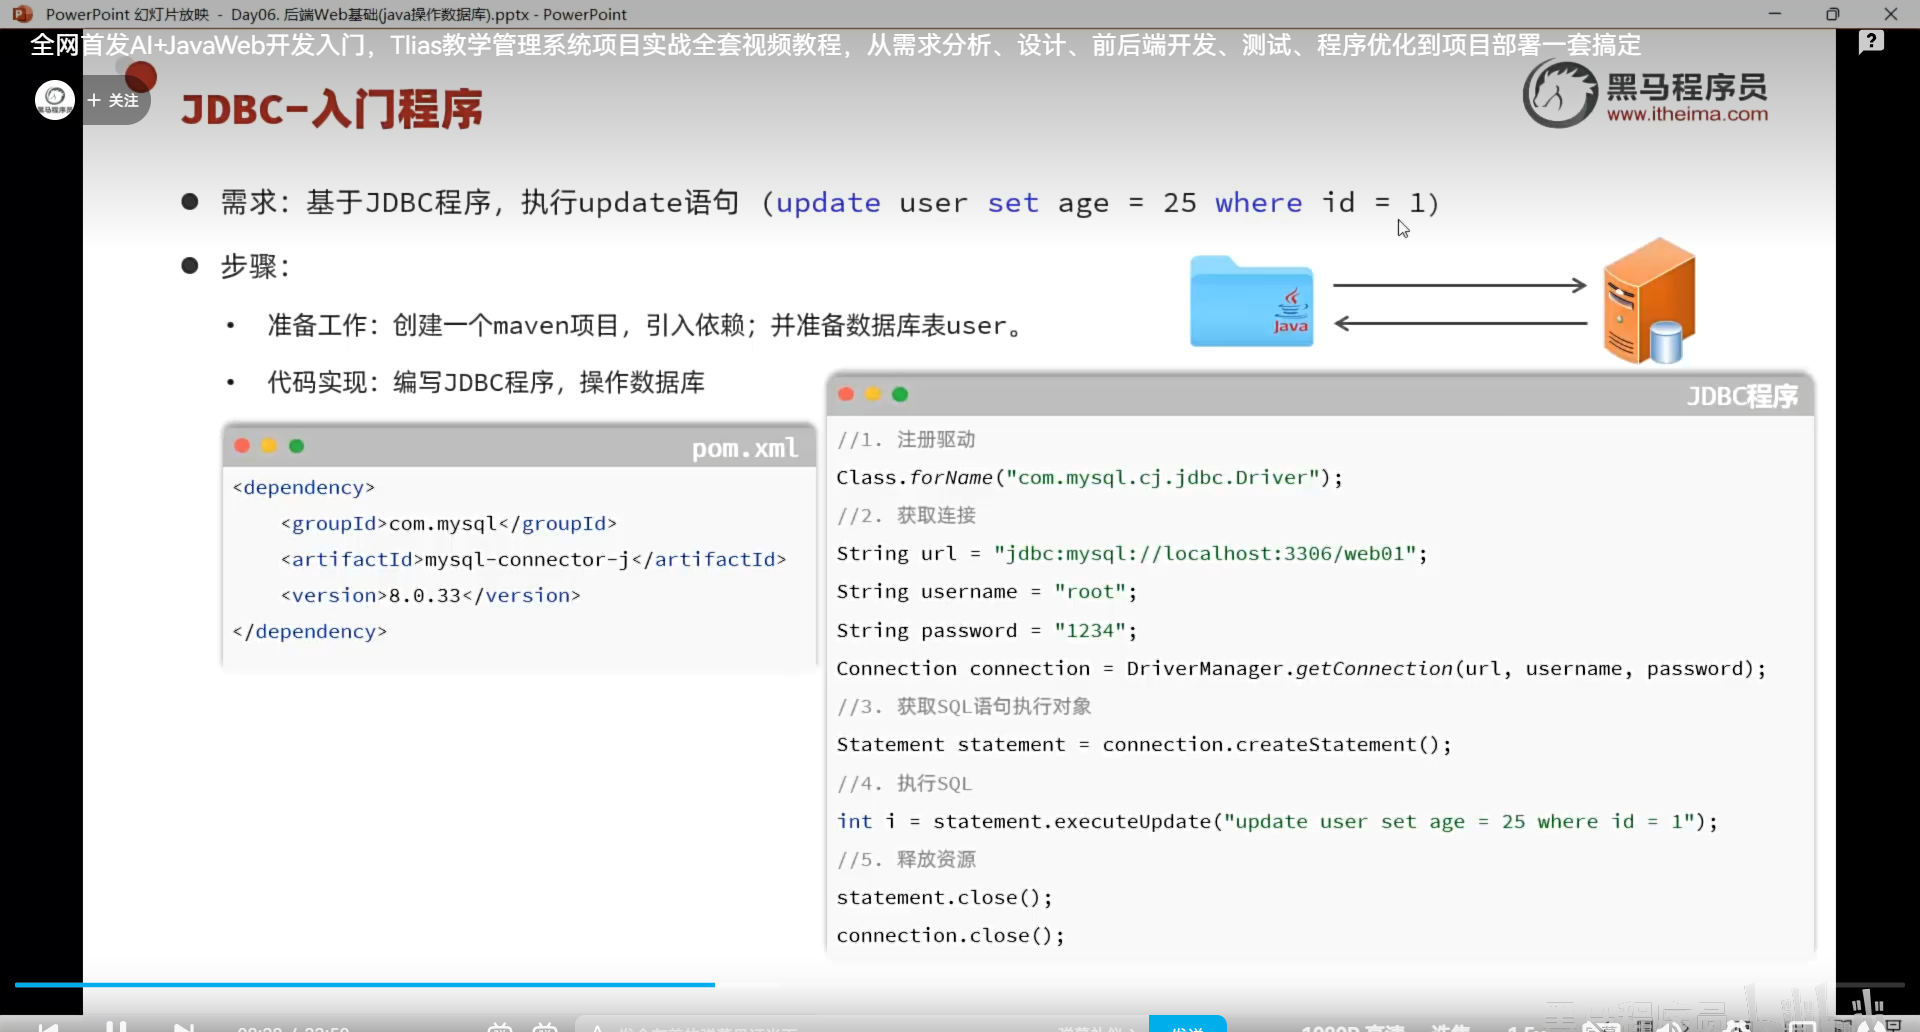 PowerPoint 幻灯片放映 - Day06. 后端Web基础(java操作数据库).pptx - PowerPoint
全网首发AI+JavaWeb开发入门，Tlias教学管理系统项目实战全套视频教程，从需求分析、设计、前后端开发、测试、程序优化到项目部署一套搞定
+ 关注
JDBC-入门程序
黑马程序员
www.itheima.com
● 需求：基于JDBC程序，执行update语句（update user set age = 25 where id = 1）
● 步骤：
• 准备工作：创建一个maven项目，引入依赖；并准备数据库表user。
• 代码实现：编写JDBC程序，操作数据库
Java
pom.xml
<dependency>
<groupId>com.mysql</groupId>
<artifactId>mysql-connector-j</artifactId>
<version>8.0.33</version>
</dependency>
JDBC程序
//1. 注册驱动
Class.forName("com.mysql.cj.jdbc.Driver");
//2. 获取连接
String url = "jdbc:mysql://localhost:3306/web01";
String username = "root";
String password = "1234";
Connection connection = DriverManager.getConnection(url, username, password);
//3. 获取SQL语句执行对象
Statement statement = connection.createStatement();
//4. 执行SQL
int i = statement.executeUpdate("update user set age = 25 where id = 1");
//5. 释放资源
statement.close();
connection.close();